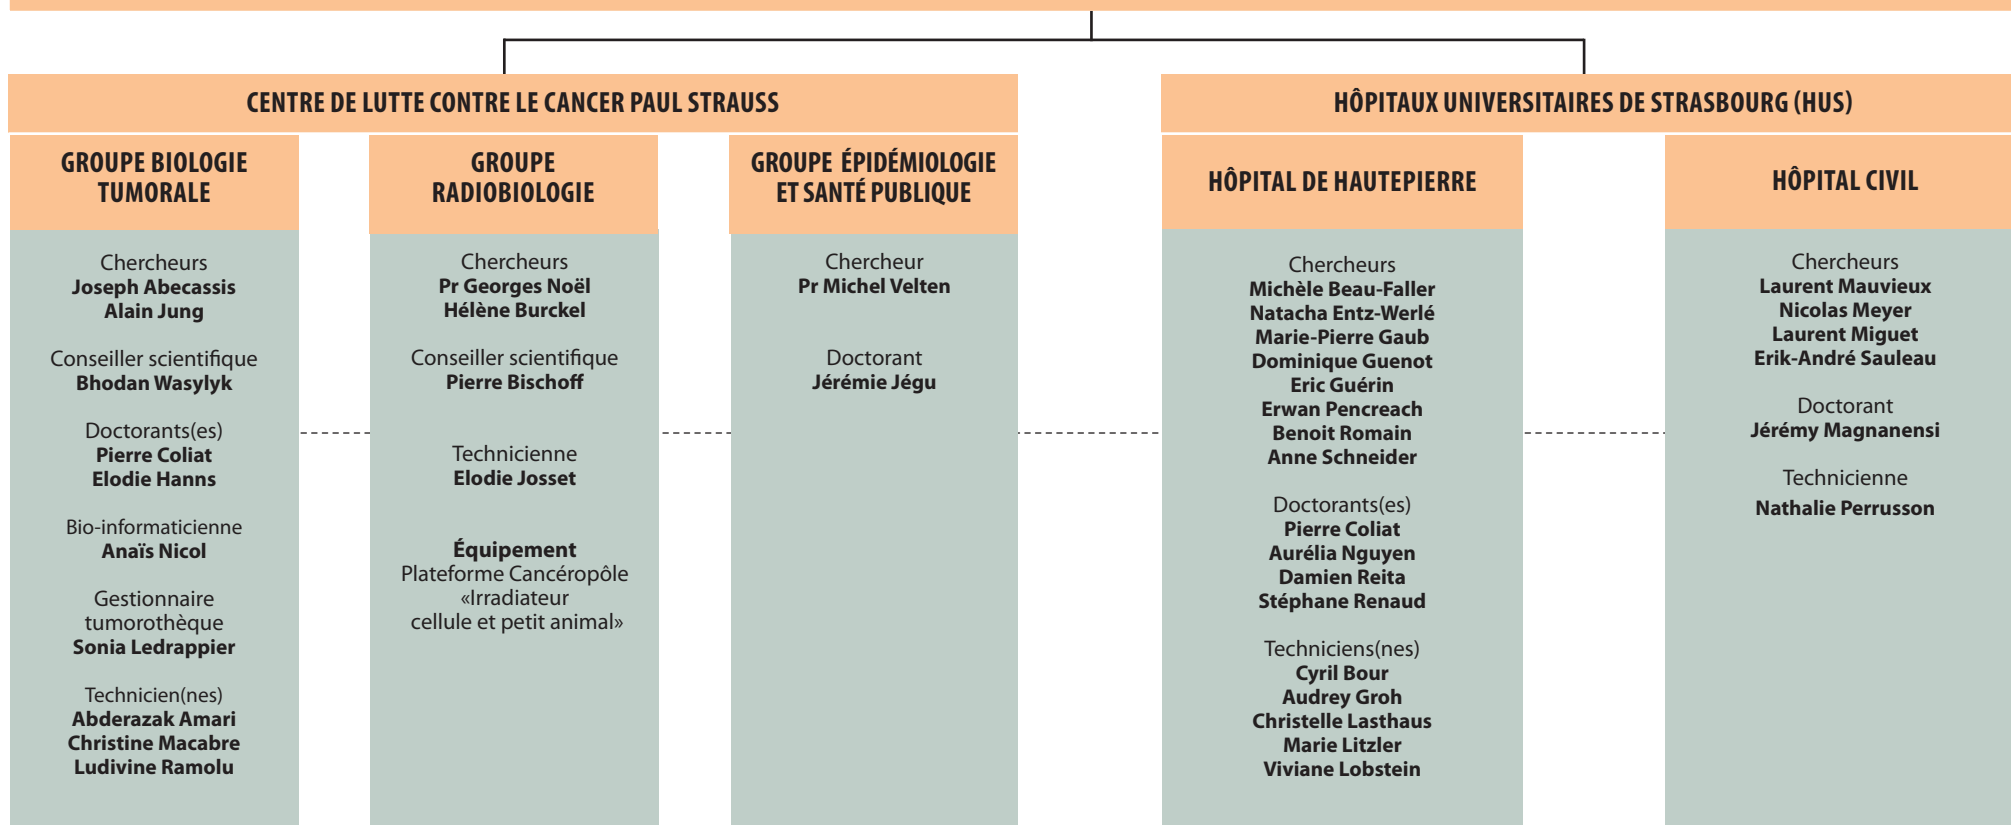 CENTRE DE LUTTE CONTRE LE CANCER PAUL STRAUSS
GROUPE BIOLOGIE
TUMORALE
Chercheurs
Joseph Abecassis
Alain Jung
Conseiller scientifique
Bhodan Wasylyk
Doctorants(es)
Pierre Coliat
Elodie Hanns
Bio-informaticienne
Anaïs Nicol
Gestionnaire
tumorothèque
Sonia Ledrappier
Technicien(nes)
Abderazak Amari
Christine Macabre
Ludivine Ramolu
GROUPE
RADIOBIOLOGIE
Chercheurs
Pr Georges Noël
Hélène Burckel
Conseiller scientifique
Pierre Bischoff
Technicienne
Elodie Josset
Équipement
Plateforme Cancéropôle
«Irradiateur
cellule et petit animal»
GROUPE ÉPIDÉMIOLOGIE
ET SANTÉ PUBLIQUE
Chercheur
Pr Michel Velten
Doctorant
Jérémie Jégu
HÔPITAUX UNIVERSITAIRES DE STRASBOURG (HUS)
HÔPITAL DE HAUTEPIERRE
Chercheurs
Michèle Beau-Faller
Natacha Entz-Werlé
Marie-Pierre Gaub
Dominique Guenot
Eric Guérin
Erwan Pencreach
Benoit Romain
Anne Schneider
Doctorants(es)
Pierre Coliat
Aurélia Nguyen
Damien Reita
Stéphane Renaud
Techniciens(nes)
Cyril Bour
Audrey Groh
Christelle Lasthaus
Marie Litzler
Viviane Lobstein
HÔPITAL CIVIL
Chercheurs
Laurent Mauvieux
Nicolas Meyer
Laurent Miguet
Erik-André Sauleau
Doctorant
Jérémy Magnanensi
Technicienne
Nathalie Perrusson